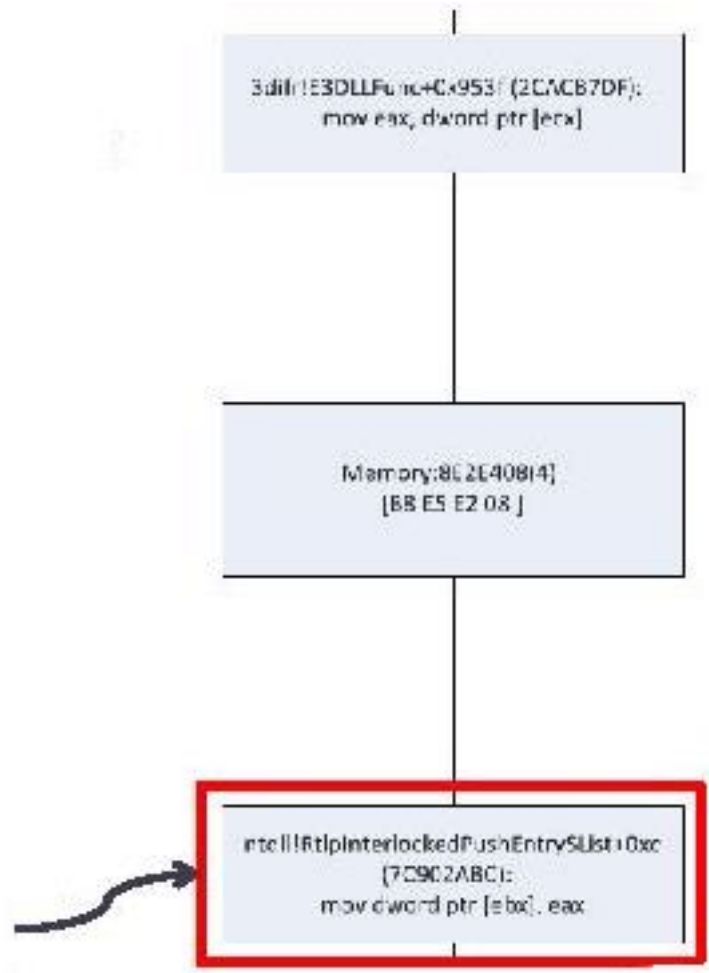 3difr!E3DLLFunc+0x953f (2CACB7DF)::
mov eax, dword ptr [ecx]
Memory:8E2E408(4)
[B8 E5 E2 08 ]
ntdll!RtlpInterlockedPushEntrySList+0xc
(7C902ABC)::
mov dword ptr [ebx], eax